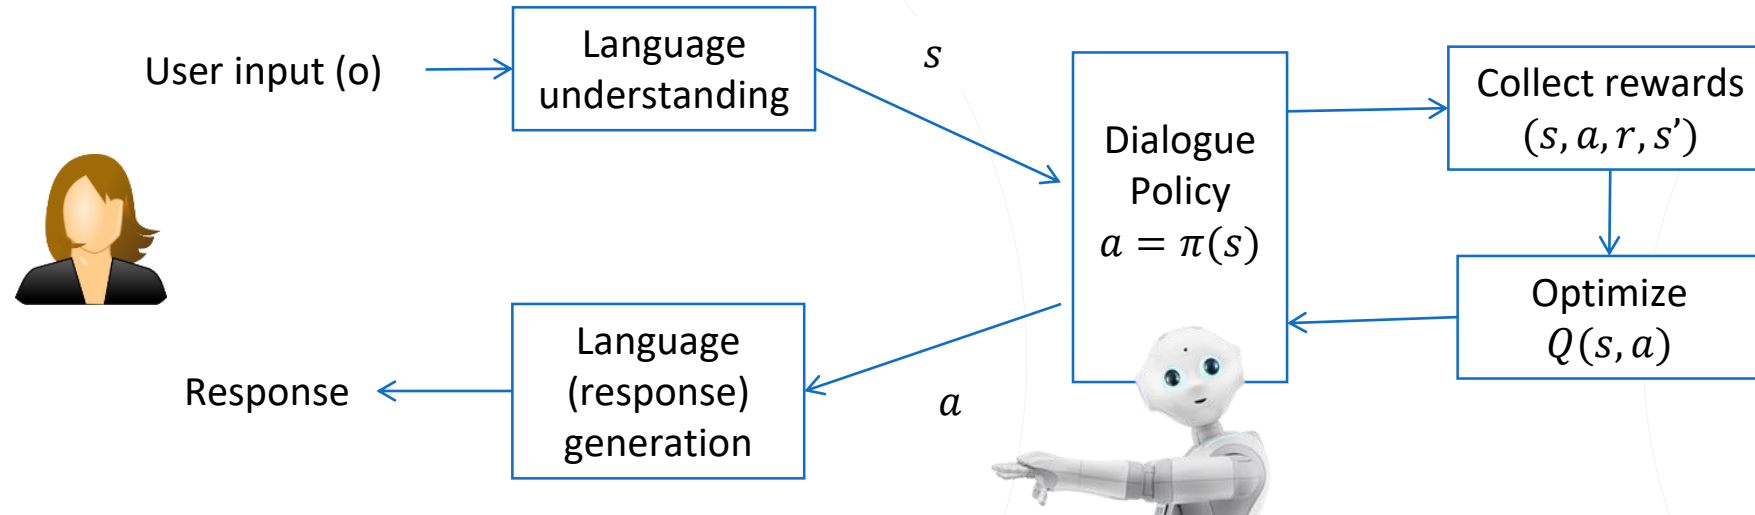 User input (o)
Language
understanding
s
Dialogue
Policy
a = π(s)
Collect rewards
(s, a, r, s’)
Optimize
Q(s, a)
a
Language
(response)
generation
Response